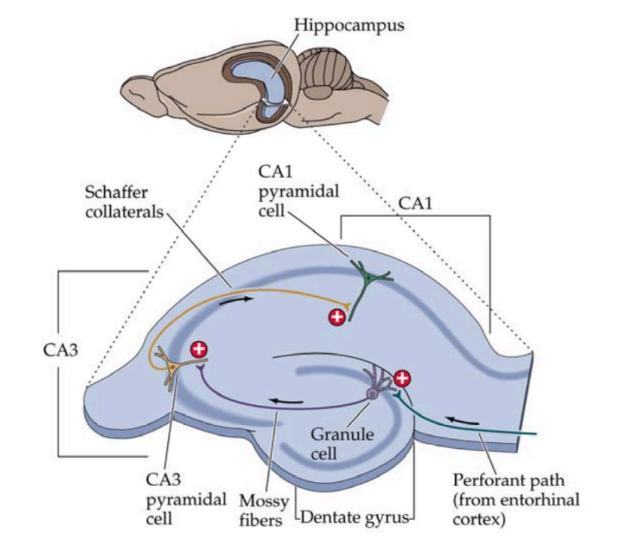 Hippocampus
CA1
pyramidal
cell
Schaffer
collaterals
CA1
CA3
+
+
+
Granule
cell
CA3
pyramidal
cell
Mossy
fibers
Dentate gyrus
Perforant path
(from entorhinal
cortex)